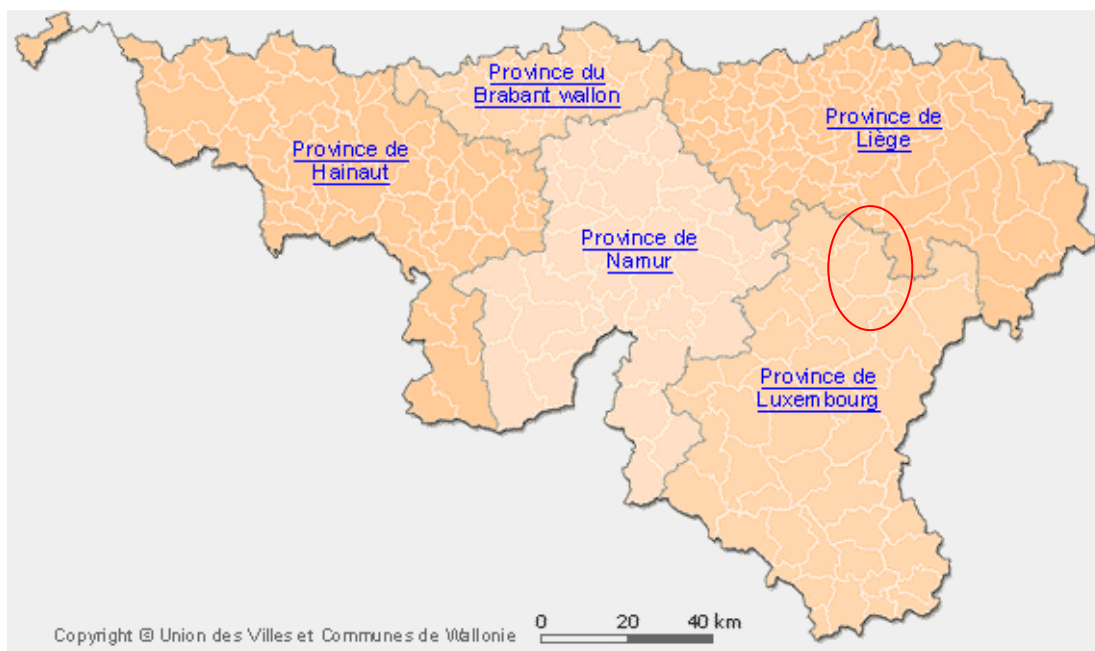 Province du
Brabant wallon
Province de
Liège
Province de
Hainaut
Province de
Namur
Province de
Luxembourg
0 20 40 km
Copyright © Union des Villes et Communes de Wallonie